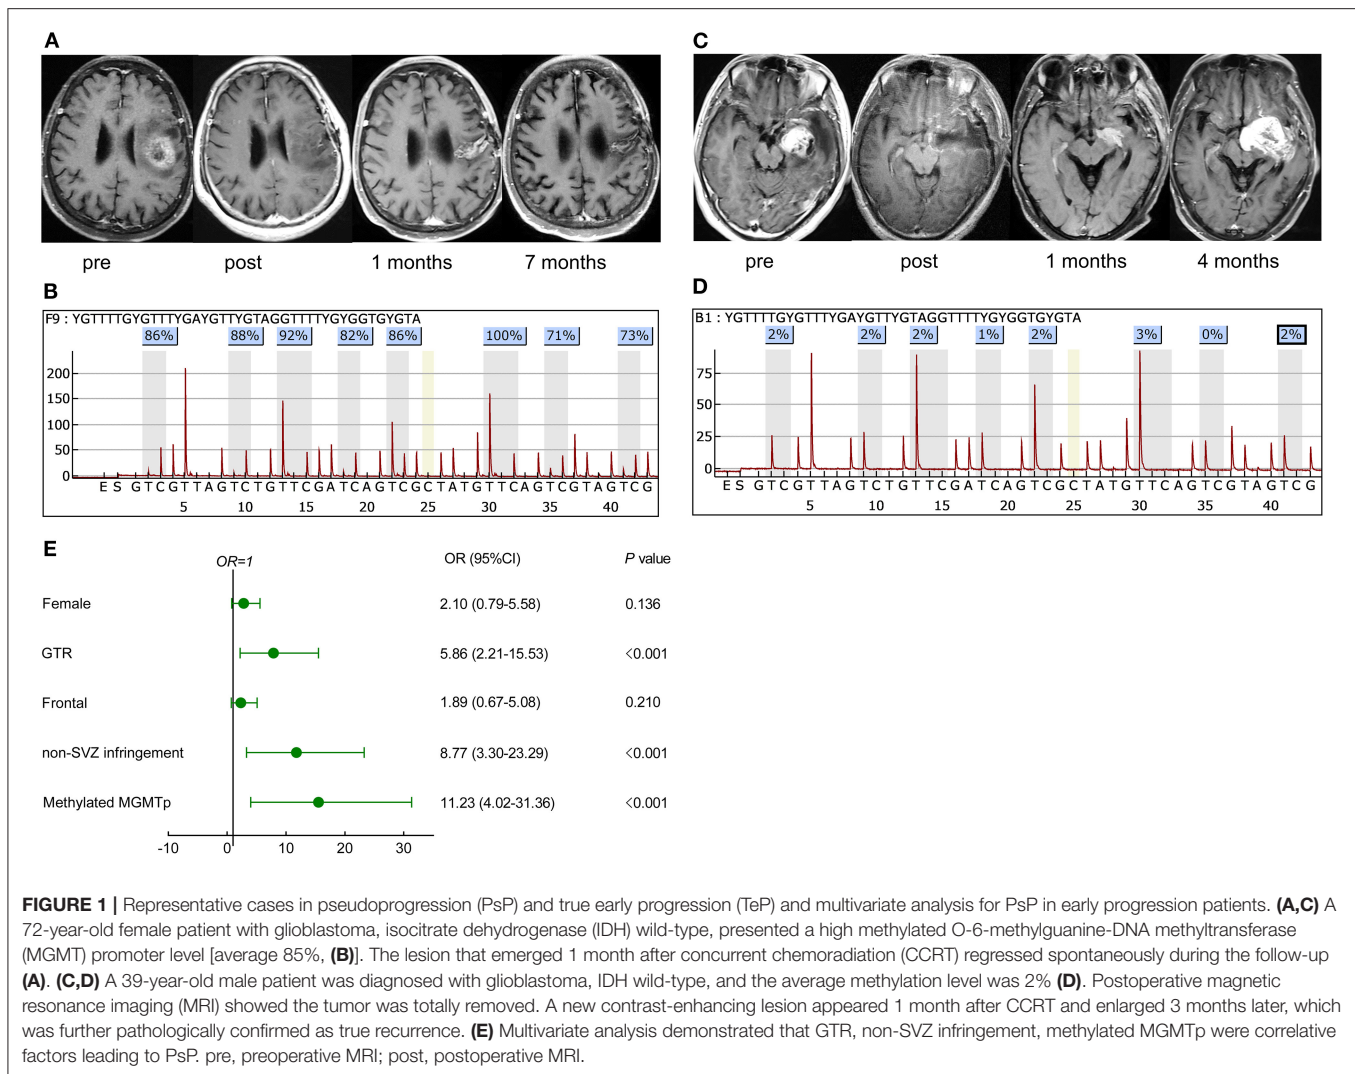 A
C
pre post 1 months 7 months
pre post 1 months 4 months
B
F9 : YGTTTTGYGTTTYGAYGTTYGTAGGTTTTYGYGGTGYGTA
86% 88% 92% 82% 86% 100% 71% 73%
200
150
100
50
0
E S G T C G T T A G T C T G T T C G A T C A G T C G C T A T G T T C A G T C G T A G T C G
5 10 15 20 25 30 35 40
D
B1 : YGTTTTGYGTTTYGAYGTTYGTAGGTTTTYGYGGTGYGTA
2% 2% 2% 1% 2% 3% 0% 2%
75
50
25
0
E S G T C G T T A G T C T G T T C G A T C A G T C G C T A T G T T C A G T C G T A G T C G
5 10 15 20 25 30 35 40
E
OR=1 OR (95%CI) P value
Female 2.10 (0.79-5.58) 0.136
GTR 5.86 (2.21-15.53) <0.001
Frontal 1.89 (0.67-5.08) 0.210
non-SVZ infringement 8.77 (3.30-23.29) <0.001
Methylated MGMTp 11.23 (4.02-31.36) <0.001
-10 0 10 20 30
FIGURE 1 | Representative cases in pseudoprogression (PsP) and true early progression (TeP) and multivariate analysis for PsP in early progression patients. (A,C) A
72-year-old female patient with glioblastoma, isocitrate dehydrogenase (IDH) wild-type, presented a high methylated O-6-methylguanine-DNA methyltransferase
(MGMT) promoter level [average 85%, (B)]. The lesion that emerged 1 month after concurrent chemoradiation (CCRT) regressed spontaneously during the follow-up
(A). (C,D) A 39-year-old male patient was diagnosed with glioblastoma, IDH wild-type, and the average methylation level was 2% (D). Postoperative magnetic
resonance imaging (MRI) showed the tumor was totally removed. A new contrast-enhancing lesion appeared 1 month after CCRT and enlarged 3 months later, which
was further pathologically confirmed as true recurrence. (E) Multivariate analysis demonstrated that GTR, non-SVZ infringement, methylated MGMTp were correlative
factors leading to PsP. pre, preoperative MRI; post, postoperative MRI.